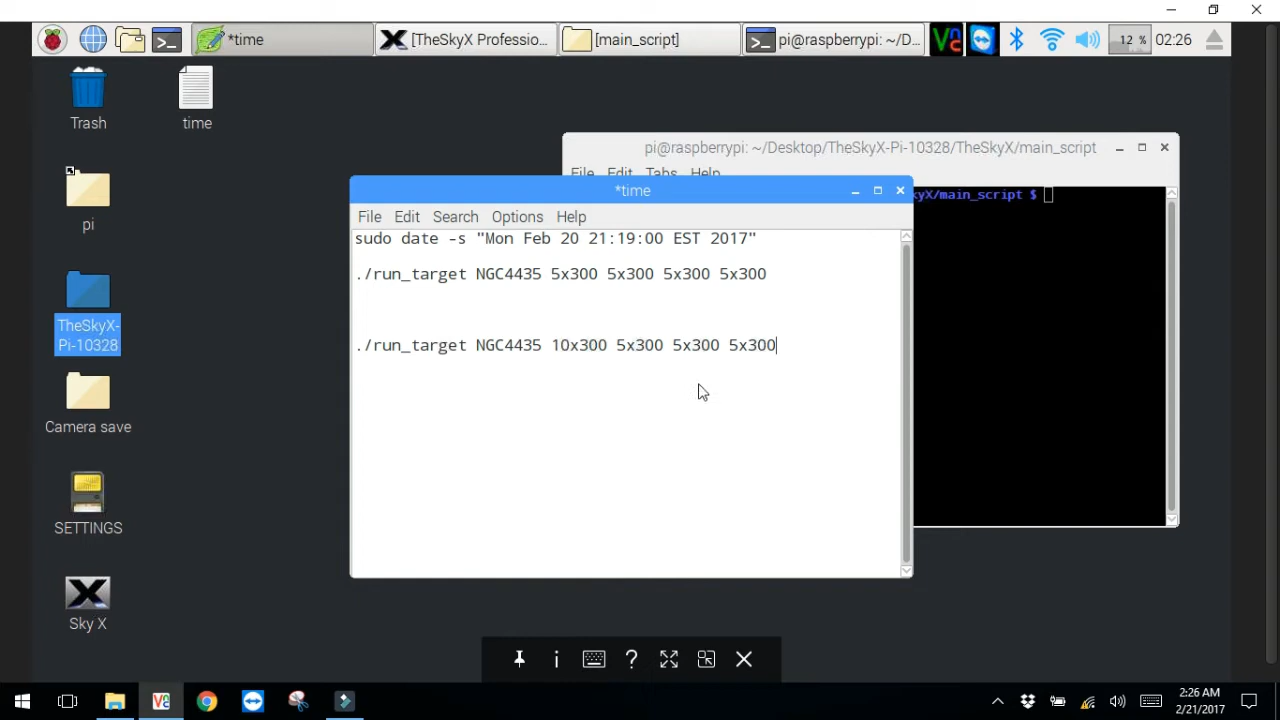 *time
[TheSkyX Professio...
[main_script]
pi@raspberrypi: ~/D...
12 %
02:26
Trash
time
pi
TheSkyX-
Pi-10328
Camera save
SETTINGS
Sky X
pi@raspberrypi: ~/Desktop/TheSkyX-Pi-10328/TheSkyX/main_script
File Edit Tabs Help
kyX/main_script $
*time
File Edit Search Options Help
sudo date -s "Mon Feb 20 21:19:00 EST 2017"
./run_target NGC4435 5x300 5x300 5x300 5x300
./run_target NGC4435 10x300 5x300 5x300 5x300
2:26 AM
2/21/2017